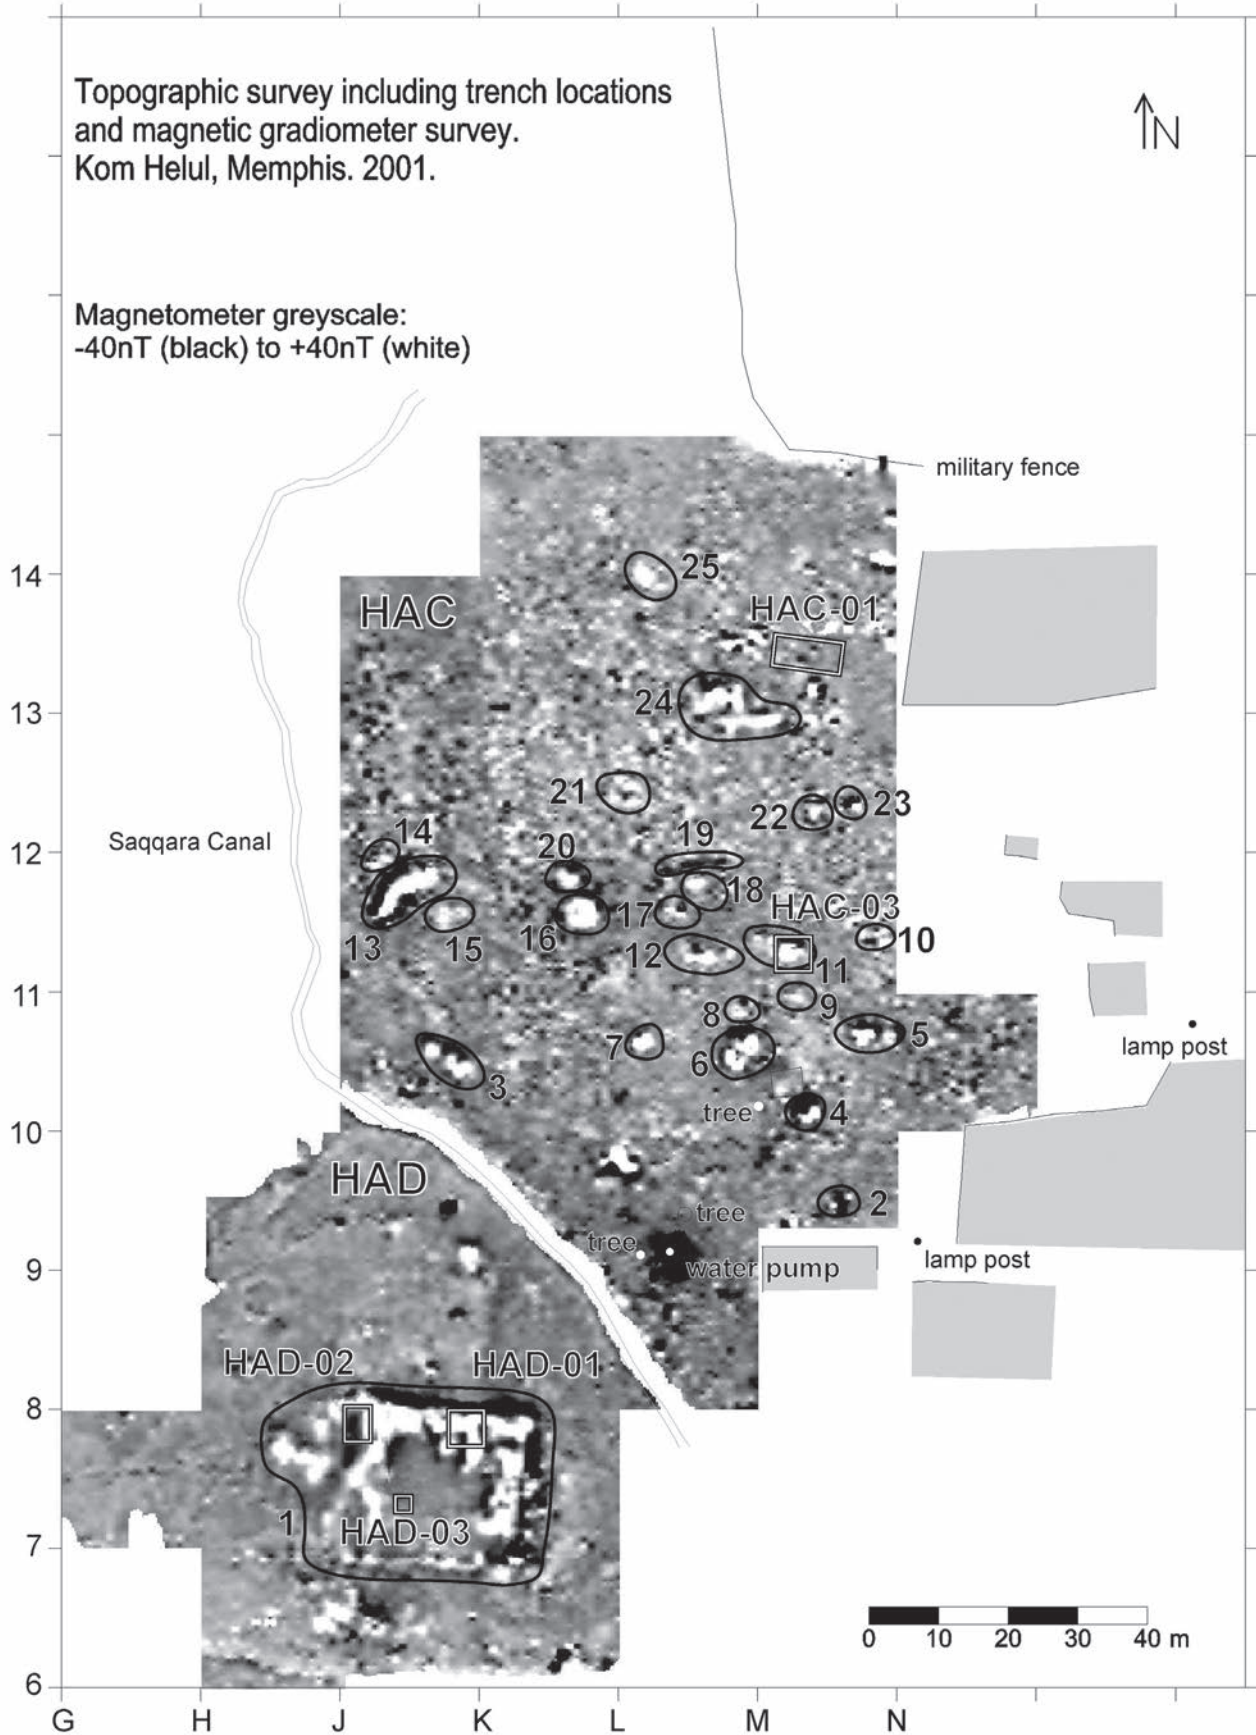 Topographic survey including trench locations
and magnetic gradiometer survey.
Kom Helul, Memphis. 2001.
N
Magnetometer greyscale:
-40nT (black) to +40nT (white)
military fence
14
25
HAC
HAC-01
13
24
21
22
23
Saqqara Canal
12
14
20
19
18
13
15
16
17
HAC-03
10
12
11
11
8
9
7
6
5
lamp post
3
tree
4
10
HAD
2
tree
tree
lamp post
9
water pump
HAD-02
HAD-01
8
1
HAD-03
7
0 10 20 30 40 m
6
G H J K L M N